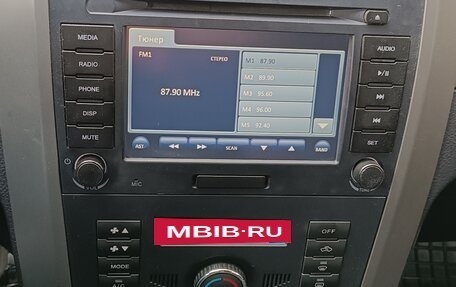 MEDIA
RADIO
PHONE
DISP
MUTE
VOL
Тюнер
FM1
СТЕРЕО
87.90 MHz
M1 87.90
M2 89.90
M3 95.60
M4 96.00
M5 92.40
AST
SCAN
BAND
MIC
AUDIO
SET
MBIB-RU
MODE
A/C
OFF